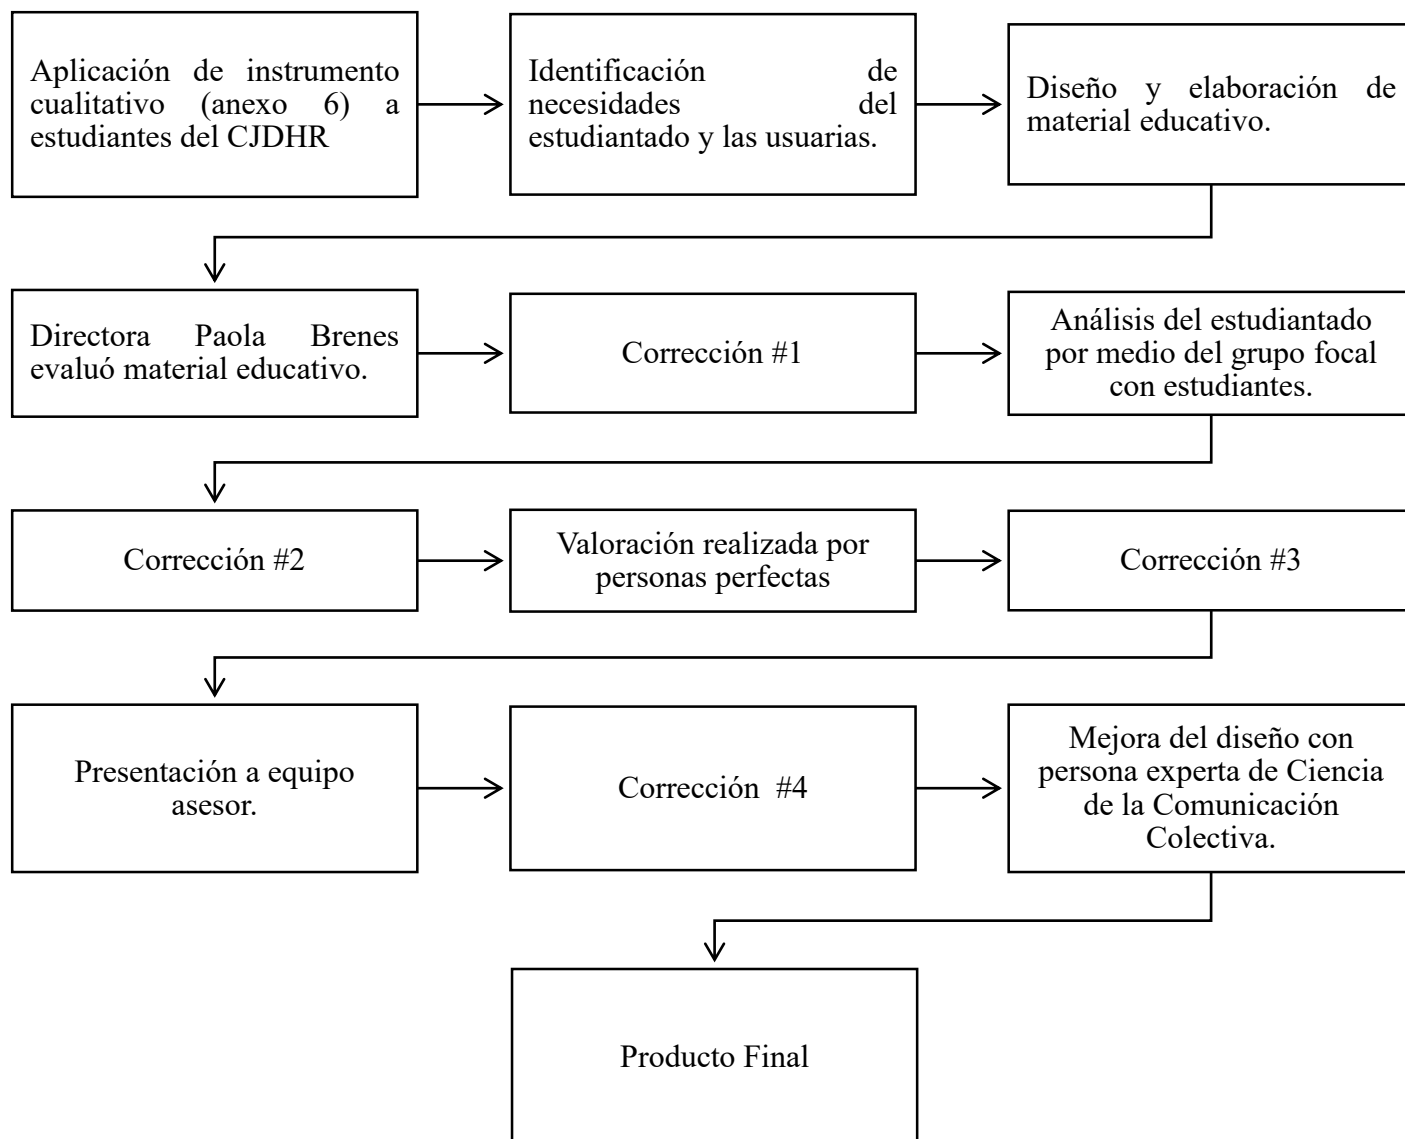 Aplicación de instrumento
cualitativo (anexo 6) a
estudiantes del CJDHR
Identificación de
necesidades del
estudiantado y las usuarias.
Diseño y elaboración de
material educativo.
Directora Paola Brenes
evaluó material educativo.
Corrección #1
Análisis del estudiantado
por medio del grupo focal
con estudiantes.
Corrección #2
Valoración realizada por
personas perfectas
Corrección #3
Presentación a equipo
asesor.
Corrección #4
Mejora del diseño con
persona experta de Ciencia
de la Comunicación
Colectiva.
Producto Final